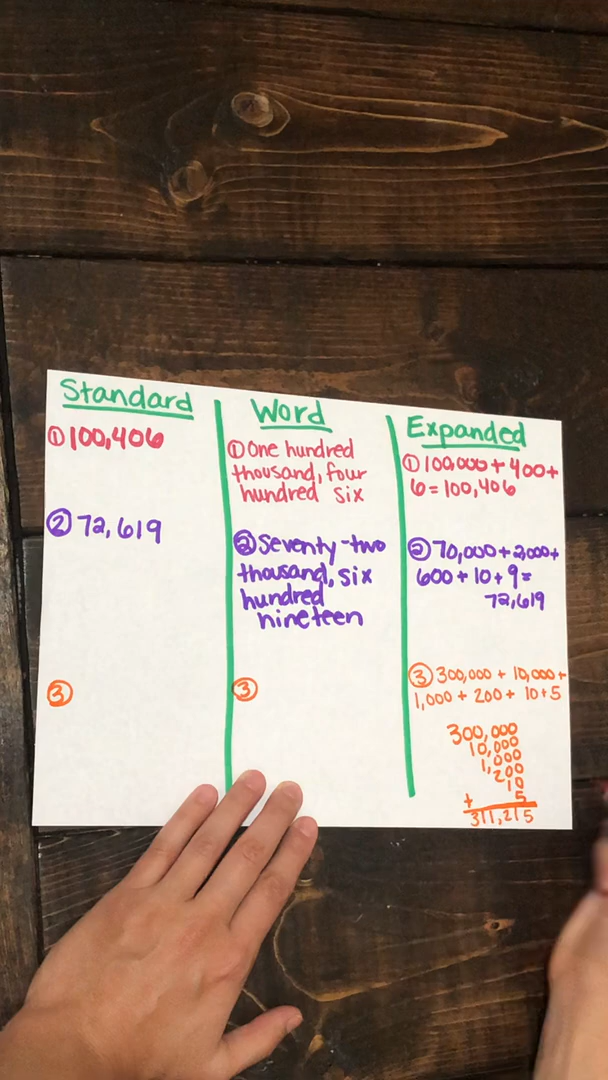 Standard
① 100,406
② 72,619
③
Word
① One hundred
thousand, four
hundred six
② Seventy-two
thousand, six
hundred
nineteen
③
Expanded
① 100,000 + 400 +
6 = 100,406
② 70,000 + 2,000 +
600 + 10 + 9 =
72,619
③ 300,000 + 10,000 +
1,000 + 200 + 10 + 5
300,000
10,000
1,000
200
10
+ 5
311,215